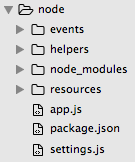 node
events
helpers
node_modules
resources
app.js
package.json
settings.js